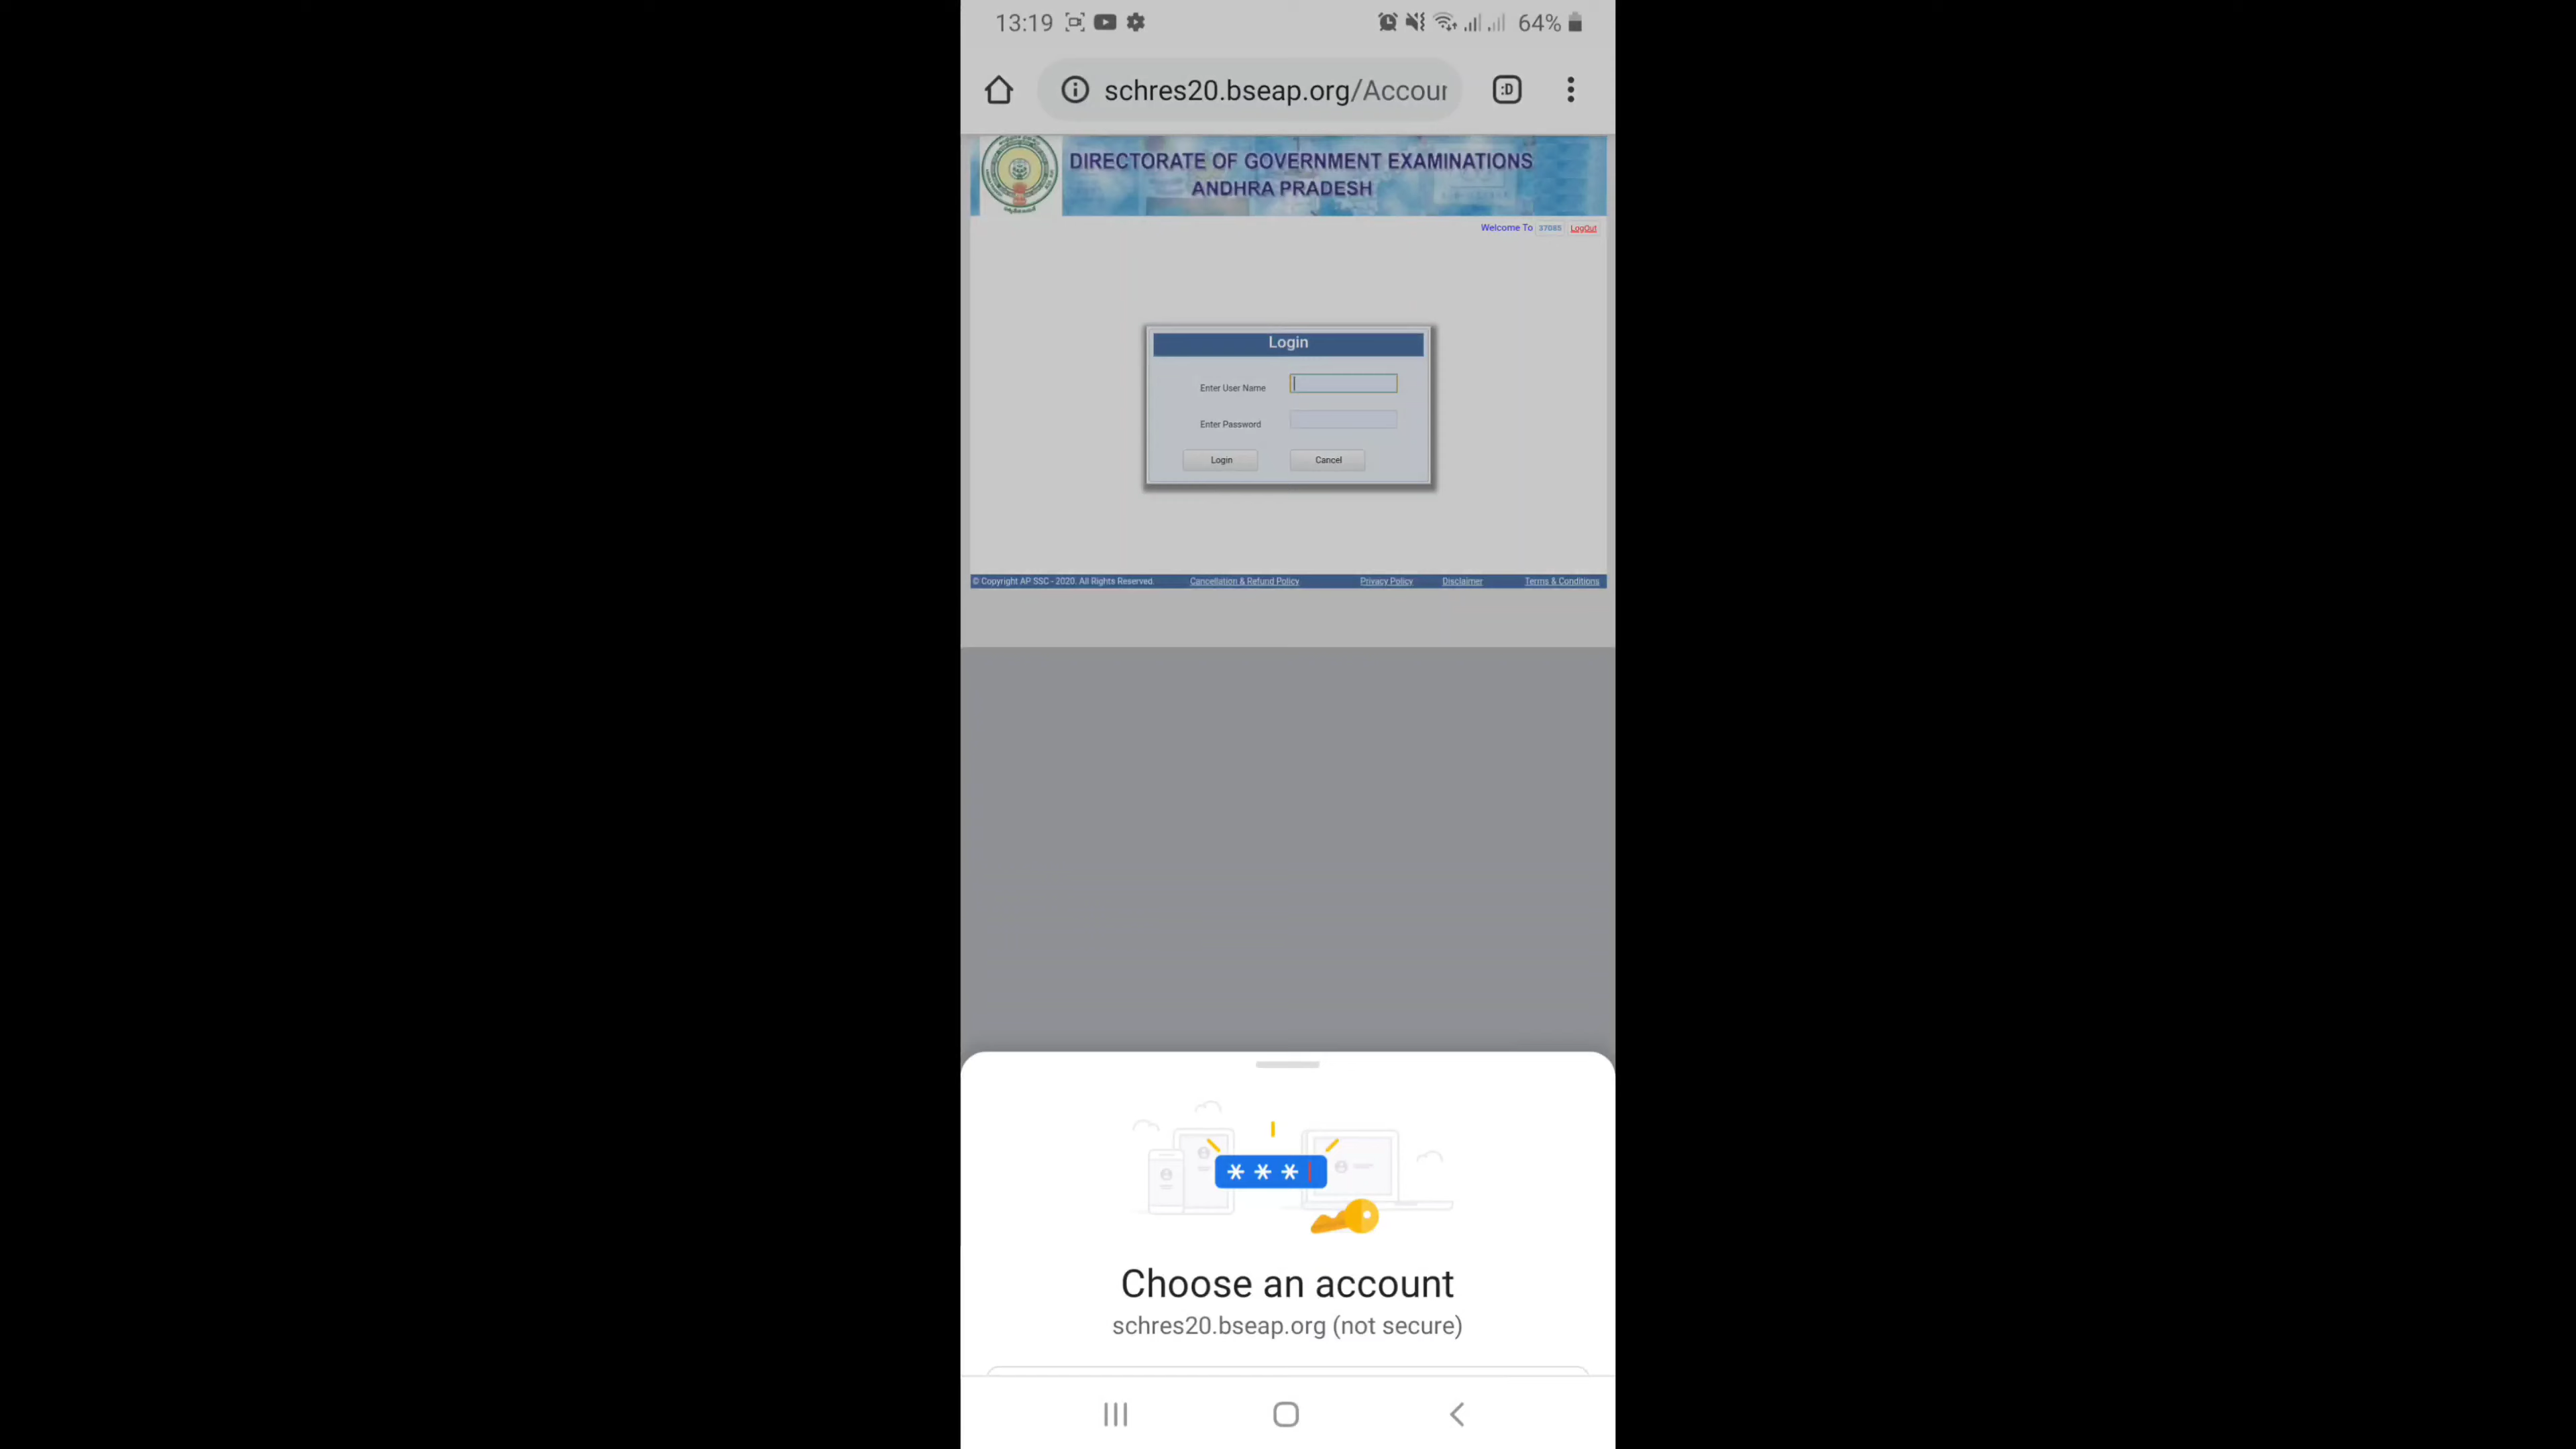 13:19
64%
schres20.bseap.org/Accour
:D
DIRECTORATE OF GOVERNMENT EXAMINATIONS
ANDHRA PRADESH
Welcome To 37085 LogOut
Login
Enter User Name
Enter Password
Login Cancel
© Copyright AP SSC - 2020. All Rights Reserved. Cancellation & Refund Policy Privacy Policy Disclaimer Terms & Conditions
***
Choose an account
schres20.bseap.org (not secure)